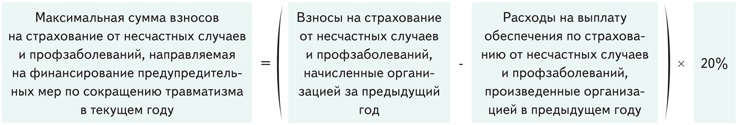 Максимальная сумма взносов
на страхование от несчастных случаев
и профзаболеваний, направляемая
на финансирование предупредитель-
ных мер по сокращению травматизма
в текущем году
=
(
Взносы на страхование
от несчастных случаев
и профзаболеваний,
начисленные органи-
зацией за предыдущий
год
-
Расходы на выплату
обеспечения по страхова-
нию от несчастных случаев
и профзаболеваний,
произведенные организа-
цией в предыдущем году
)
×
20%